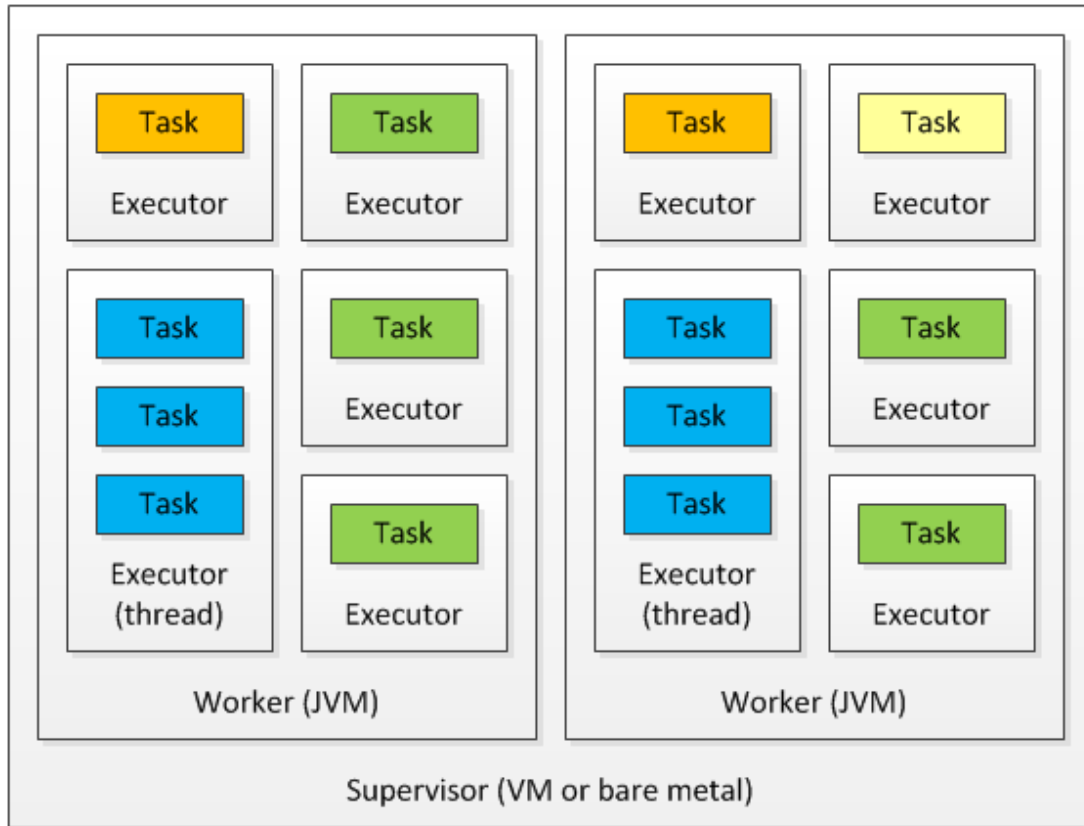 Task
Executor
Task
Executor
Task
Task
Task
Executor
(thread)
Task
Executor
Task
Executor
Worker (JVM)
Task
Executor
Task
Executor
Task
Task
Task
Executor
(thread)
Task
Executor
Task
Executor
Worker (JVM)
Supervisor (VM or bare metal)